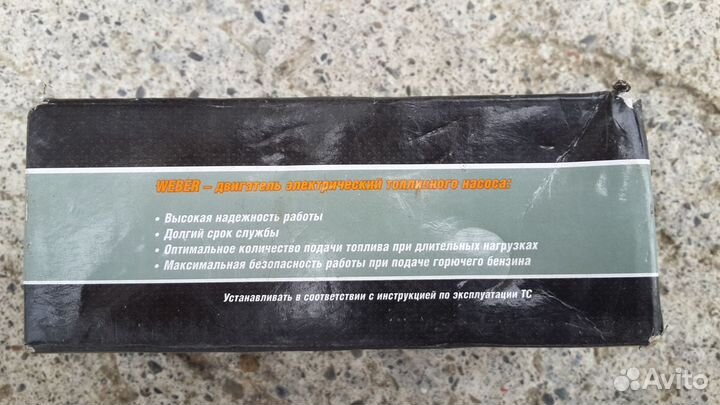 WEBER – двигатель электрический топливного насоса:
• Высокая надежность работы
• Долгий срок службы
• Оптимальное количество подачи топлива при длительных нагрузках
• Максимальная безопасность работы при подаче горючего бензина
Устанавливать в соответствии с инструкцией по эксплуатации ТС
Avito